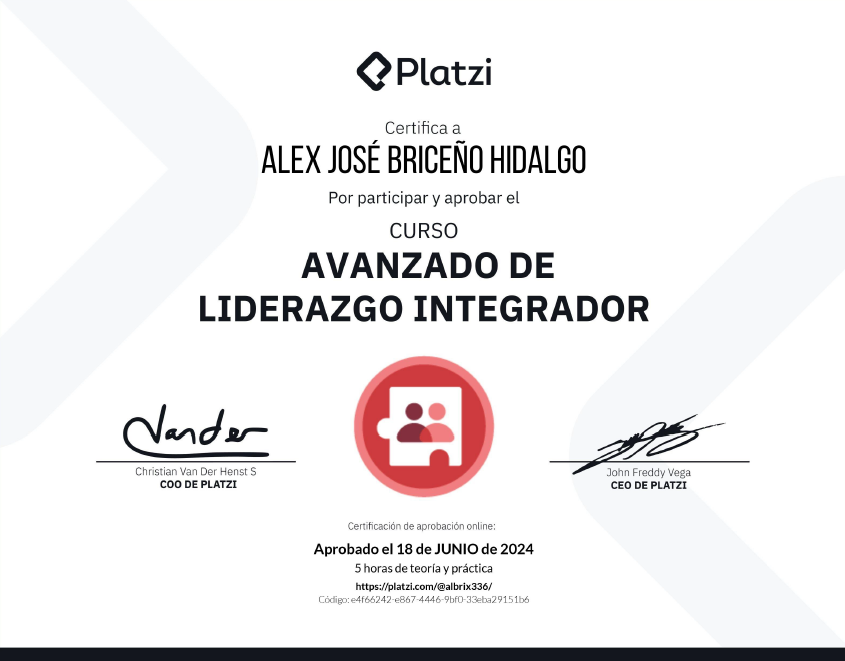 Platzi
Certifica a
ALEX JOSÉ BRICEÑO HIDALGO
Por participar y aprobar el
CURSO
AVANZADO DE
LIDERAZGO INTEGRADOR
Vander
Christian Van Der Henst S
COO DE PLATZI
John Freddy Vega
CEO DE PLATZI
Certificación de aprobación online:
Aprobado el 18 de JUNIO de 2024
5 horas de teoría y práctica
https://platzi.com/@albrix336/
Código: e4f66242-e867-4446-9bf0-33eba29151b6